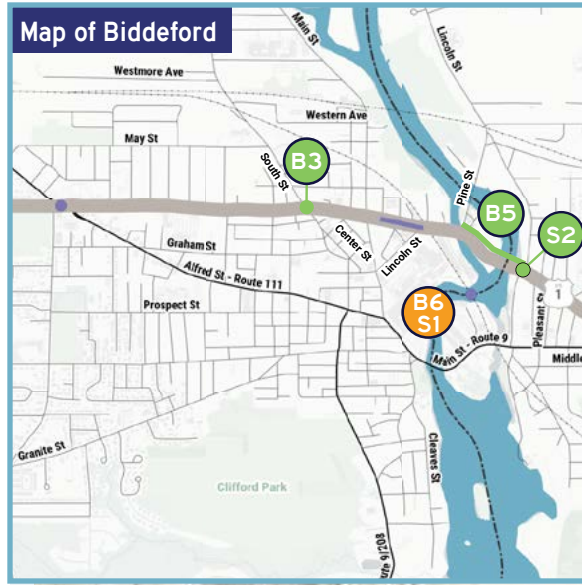 Map of Biddeford
Main St
Lincoln St
Westmore Ave
Western Ave
May St
South St
B3
Pine St
B5
S2
Center St
Lincoln St
Graham St
Alfred St - Route 111
B6
S1
1
Prospect St
Pleasant St
Main St - Route 9
Middle
Granite St
Cleaves St
Clifford Park
ute 9/208